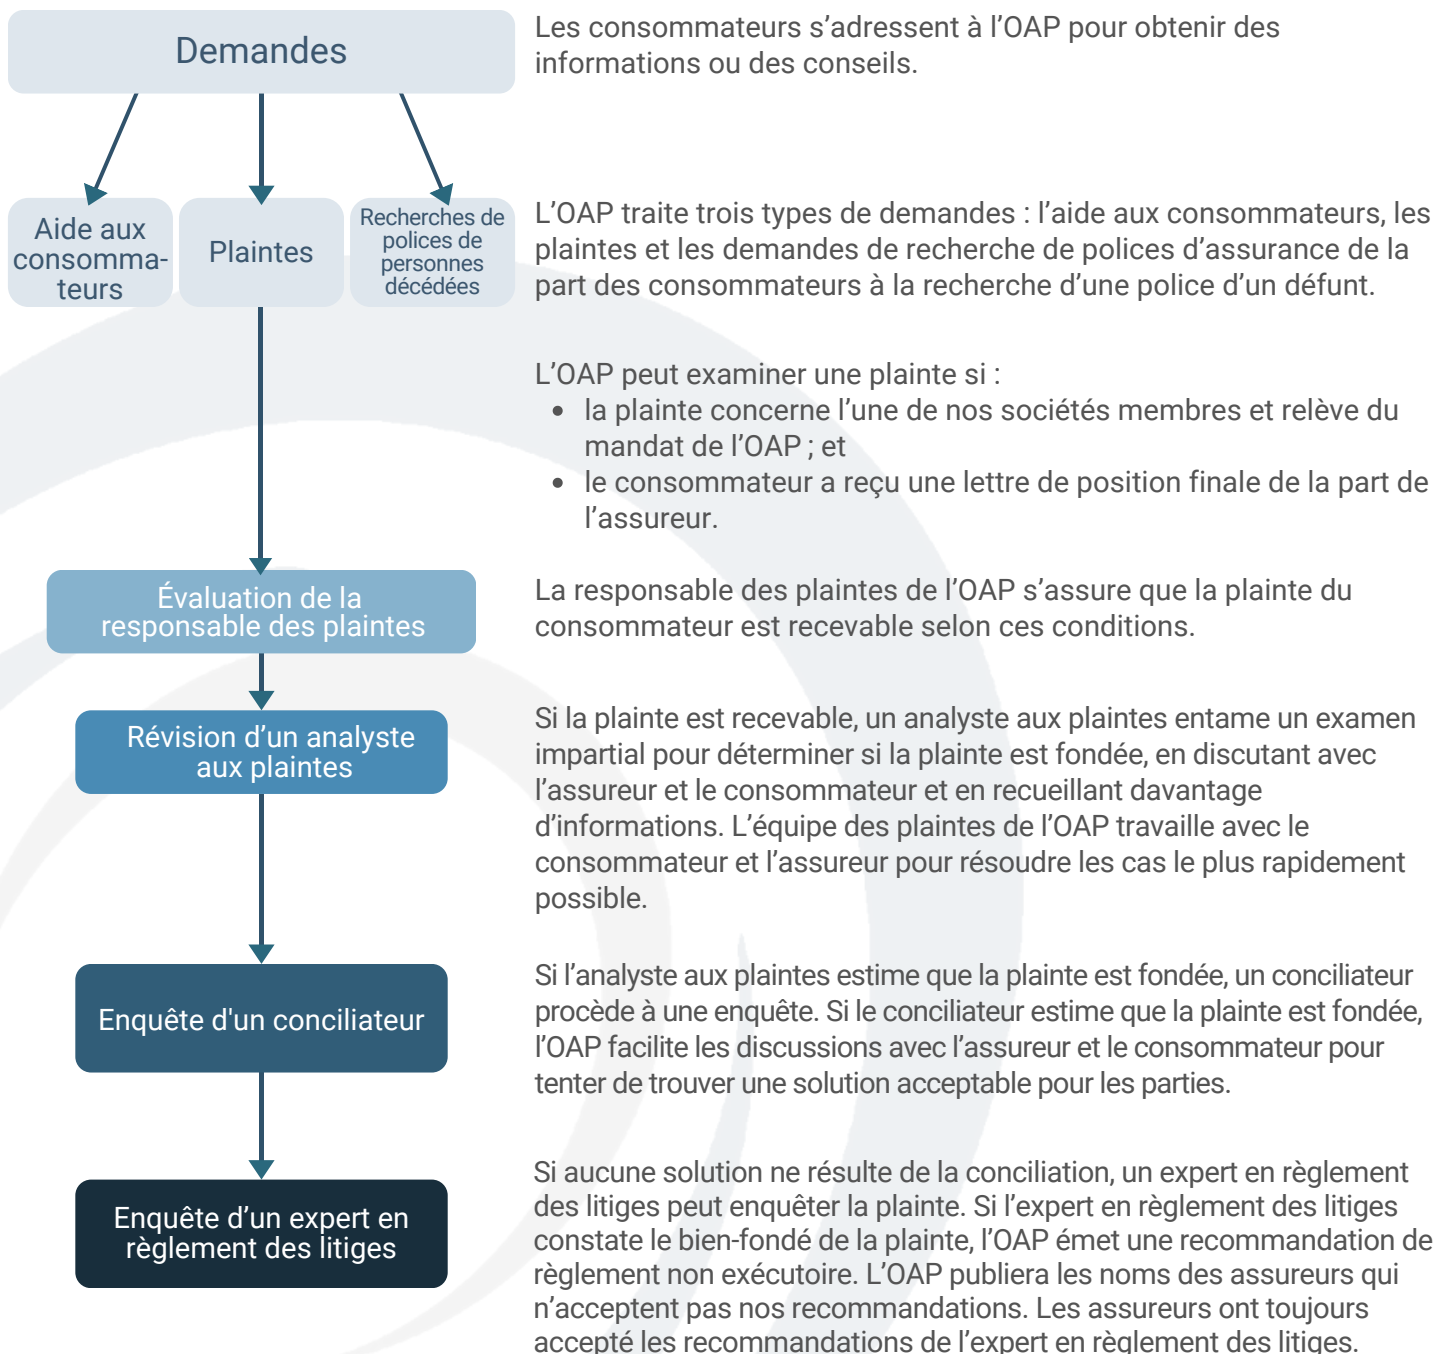 Demandes
Les consommateurs s’adressent à l’OAP pour obtenir des
informations ou des conseils.
Aide aux
consomma-
teurs
Plaintes
Recherches de
polices de
personnes
décédées
L’OAP traite trois types de demandes : l’aide aux consommateurs, les
plaintes et les demandes de recherche de polices d’assurance de la
part des consommateurs à la recherche d’une police d’un défunt.
L’OAP peut examiner une plainte si :
• la plainte concerne l’une de nos sociétés membres et relève du
mandat de l’OAP ; et
• le consommateur a reçu une lettre de position finale de la part de
l’assureur.
Évaluation de la
responsable des plaintes
La responsable des plaintes de l’OAP s’assure que la plainte du
consommateur est recevable selon ces conditions.
Révision d’un analyste
aux plaintes
Si la plainte est recevable, un analyste aux plaintes entame un examen
impartial pour déterminer si la plainte est fondée, en discutant avec
l’assureur et le consommateur et en recueillant davantage
d’informations. L’équipe des plaintes de l’OAP travaille avec le
consommateur et l’assureur pour résoudre les cas le plus rapidement
possible.
Enquête d'un conciliateur
Si l’analyste aux plaintes estime que la plainte est fondée, un conciliateur
procède à une enquête. Si le conciliateur estime que la plainte est fondée,
l’OAP facilite les discussions avec l’assureur et le consommateur pour
tenter de trouver une solution acceptable pour les parties.
Enquête d’un expert en
règlement des litiges
Si aucune solution ne résulte de la conciliation, un expert en règlement
des litiges peut enquêter la plainte. Si l’expert en règlement des litiges
constate le bien-fondé de la plainte, l’OAP émet une recommandation de
règlement non exécutoire. L’OAP publiera les noms des assureurs qui
n’acceptent pas nos recommandations. Les assureurs ont toujours
accepté les recommandations de l’expert en règlement des litiges.